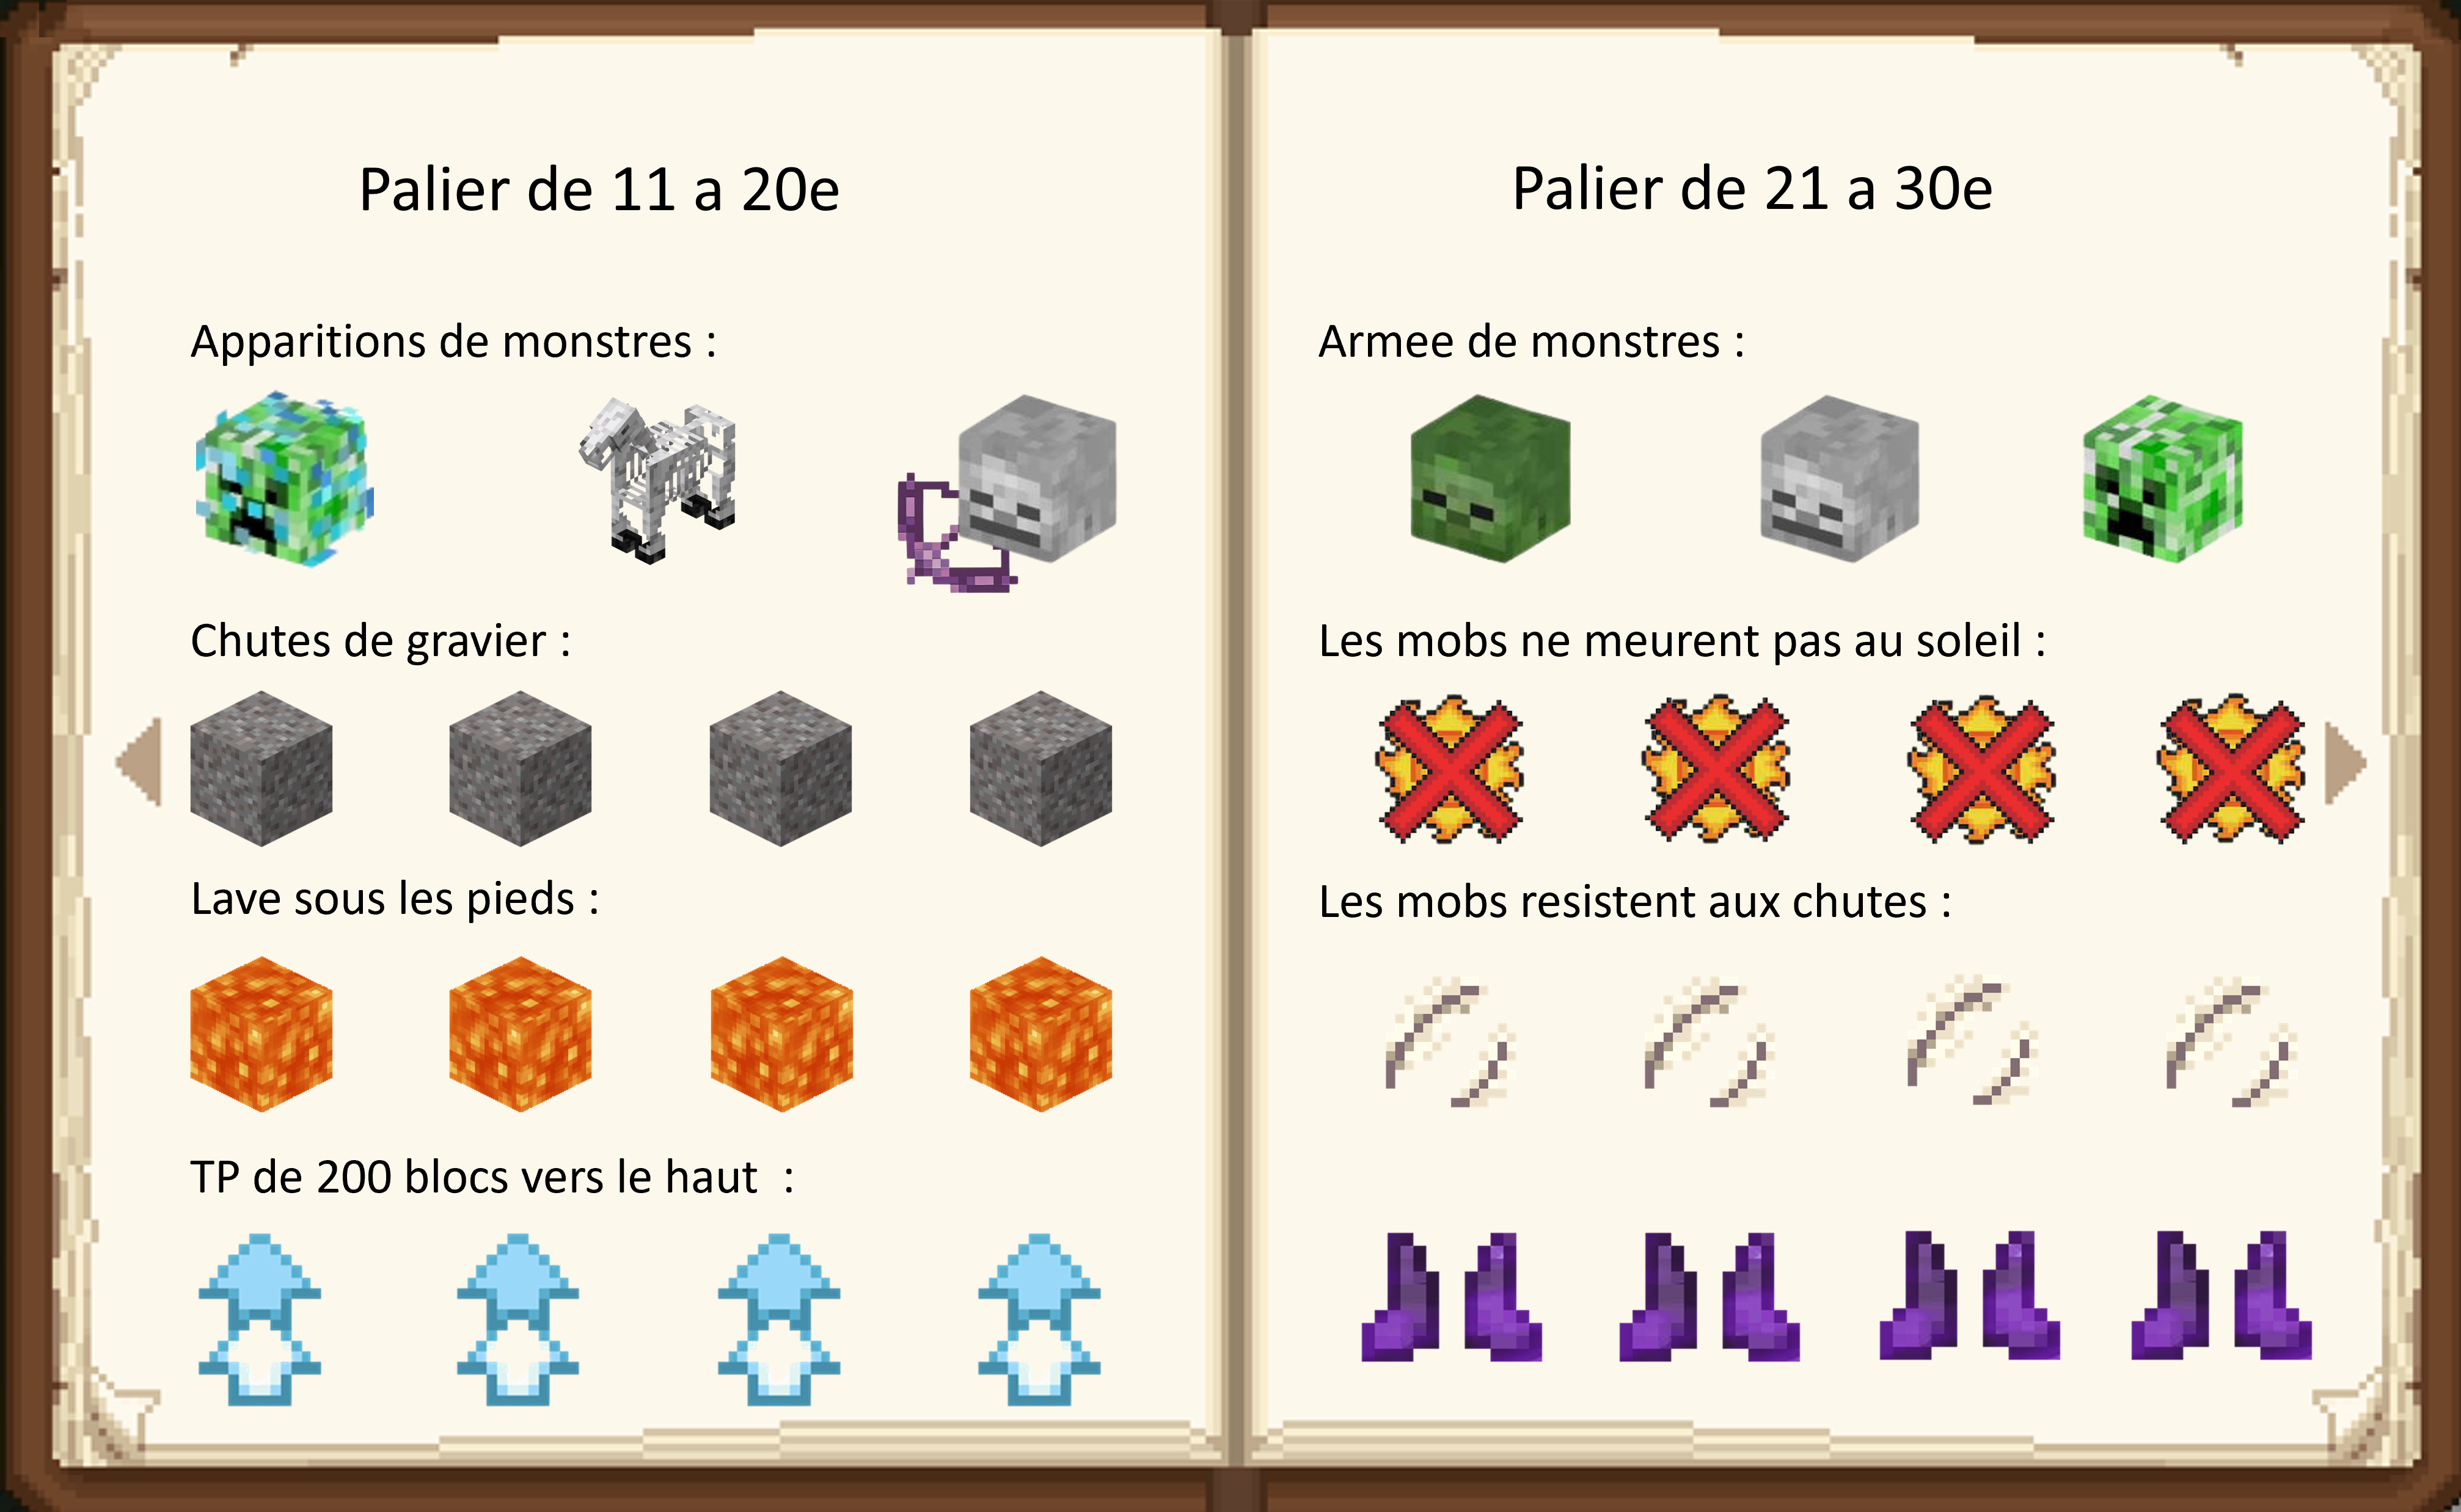 Palier de 11 a 20e
Apparitions de monstres :
Chutes de gravier :
Lave sous les pieds :
TP de 200 blocs vers le haut  :
Palier de 21 a 30e
Armee de monstres :
Les mobs ne meurent pas au soleil :
Les mobs resistent aux chutes :